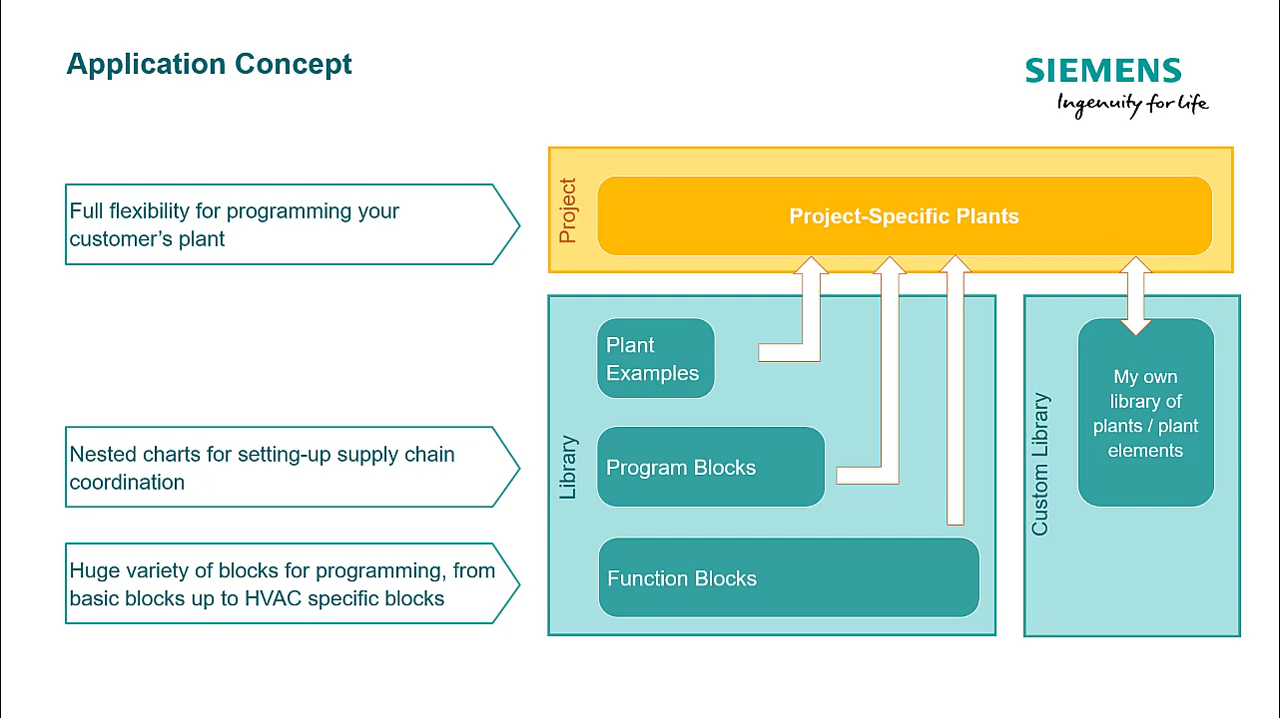 Application Concept
SIEMENS
Ingenuity for life
Full flexibility for programming your
customer's plant
Project
Project-Specific Plants
Nested charts for setting-up supply chain
coordination
Huge variety of blocks for programming, from
basic blocks up to HVAC specific blocks
Library
Plant
Examples
Program Blocks
Function Blocks
Custom Library
My own
library of
plants / plant
elements